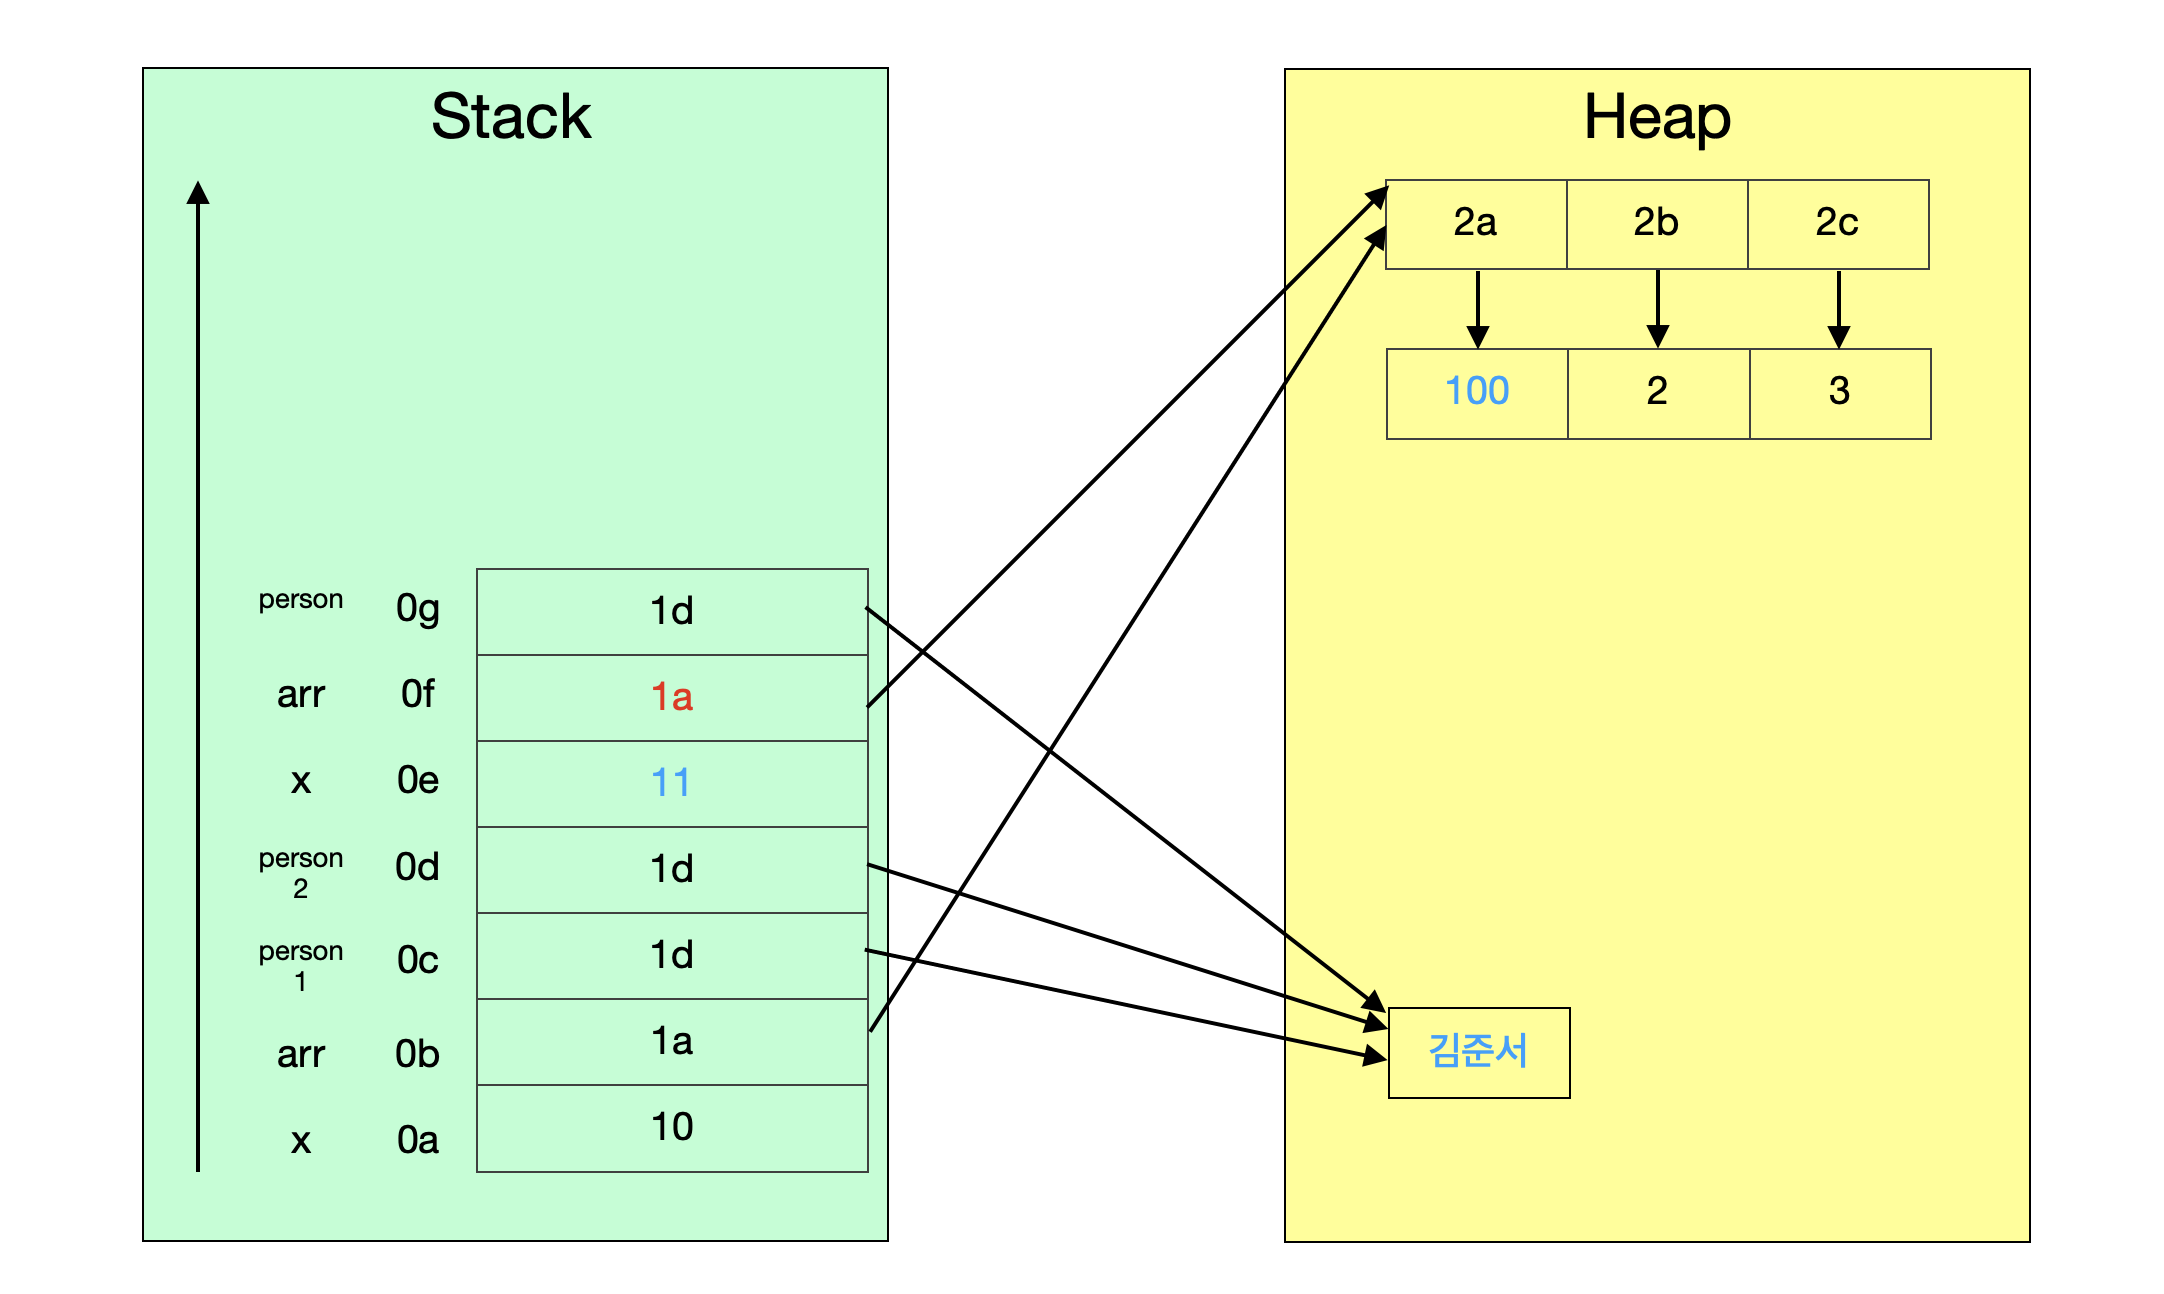 Stack
person 0g 1d
arr 0f 1a
x 0e 11
person 0d 1d
2
person 0c 1d
1
arr 0b 1a
x 0a 10
Heap
2a 2b 2c
100 2 3
김준서